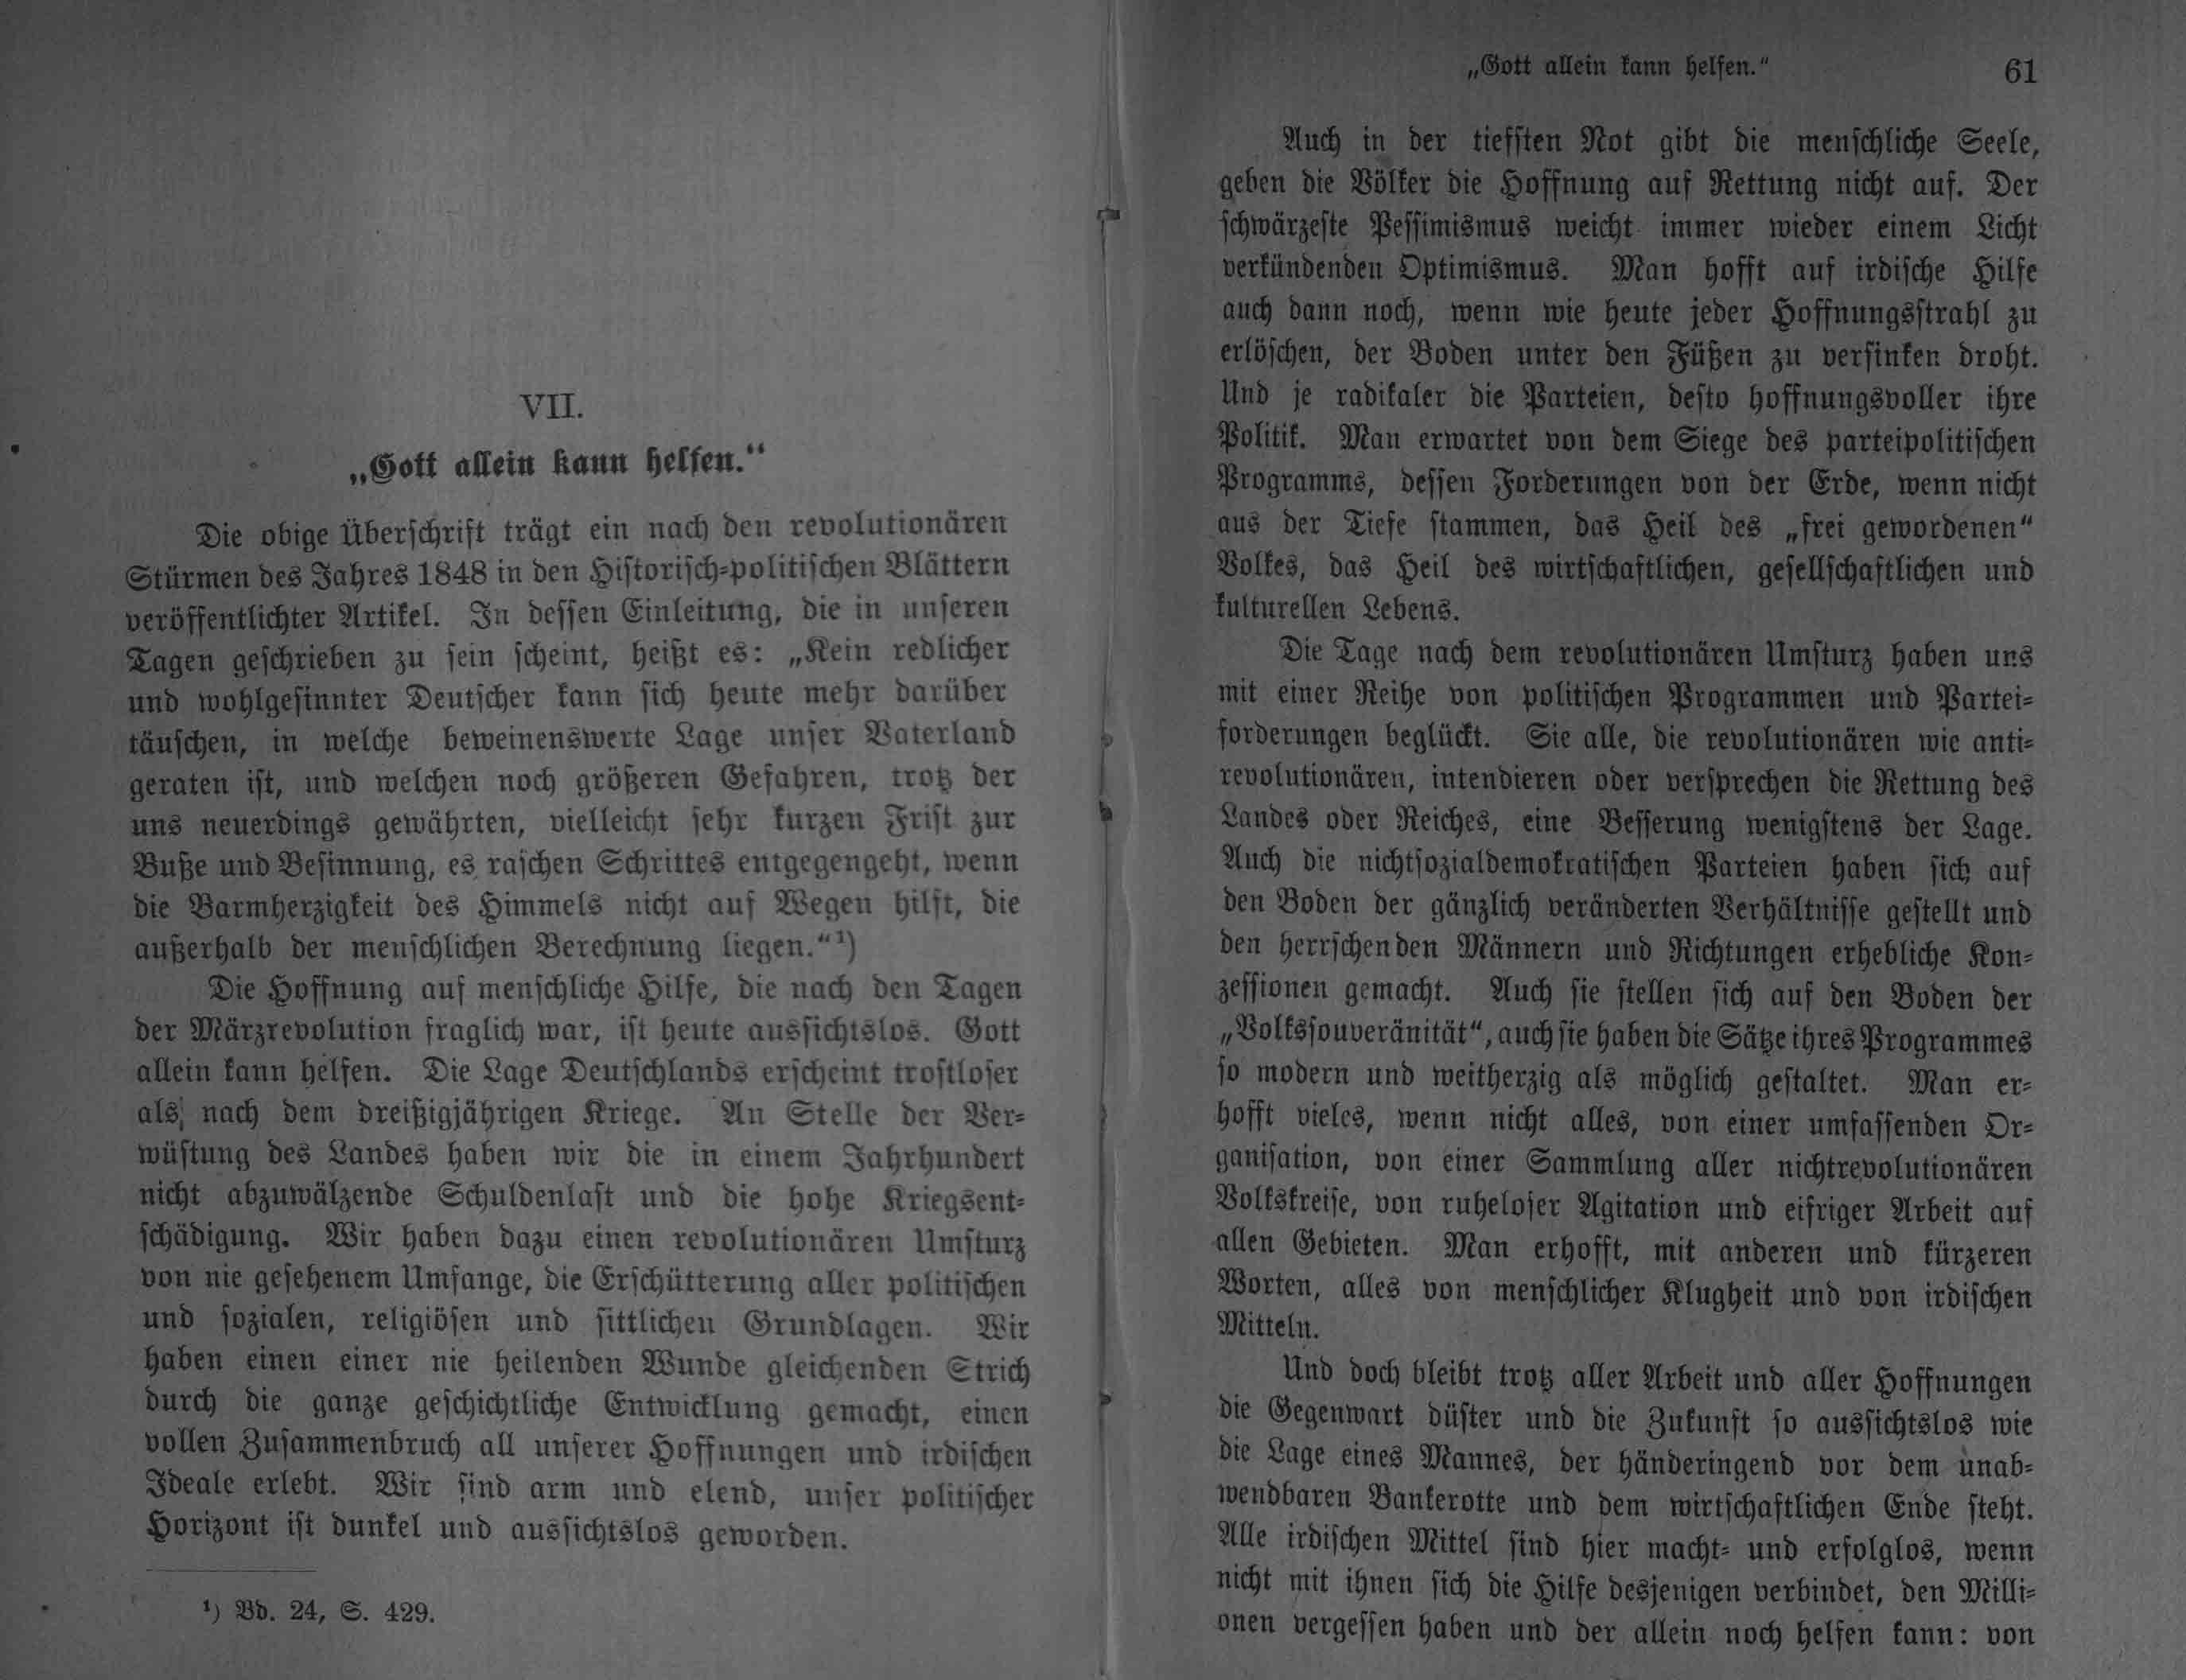 VII.
„Gott allein kann helfen.“
Die obige Überschrift trägt ein nach den revolutionären
Stürmen des Jahres 1848 in den Historisch-politischen Blättern
veröffentlichter Artikel. In dessen Einleitung, die in unseren
Tagen geschrieben zu sein scheint, heißt es: „Kein redlicher
und wohlgesinnter Deutscher kann sich heute mehr darüber
täuschen, in welche beweinenswerte Lage unser Vaterland
geraten ist, und welchen noch größeren Gefahren, trotz der
uns neuerdings gewährten, vielleicht sehr kurzen Frist zur
Buße und Besinnung, es raschen Schrittes entgegengeht, wenn
die Barmherzigkeit des Himmels nicht auf Wegen hilft, die
außerhalb der menschlichen Berechnung liegen.“¹)
Die Hoffnung auf menschliche Hilfe, die nach den Tagen
der Märzrevolution fraglich war, ist heute aussichtslos. Gott
allein kann helfen. Die Lage Deutschlands erscheint trostloser
als nach dem dreißigjährigen Kriege. An Stelle der Ver-
wüstung des Landes haben wir die in einem Jahrhundert
nicht abzuwälzende Schuldenlast und die hohe Kriegsent-
schädigung. Wir haben dazu einen revolutionären Umsturz
von nie gesehenem Umfange, die Erschütterung aller politischen
und sozialen, religiösen und sittlichen Grundlagen. Wir
haben einen einer nie heilenden Wunde gleichenden Strich
durch die ganze geschichtliche Entwicklung gemacht, einen
vollen Zusammenbruch all unserer Hoffnungen und irdischen
Ideale erlebt. Wir sind arm und elend, unser politischer
Horizont ist dunkel und aussichtslos geworden.
¹) Bd. 24, S. 429.
„Gott allein kann helfen.“ 61
Auch in der tiefsten Not gibt die menschliche Seele,
geben die Völker die Hoffnung auf Rettung nicht auf. Der
schwärzeste Pessimismus weicht immer wieder einem Licht
verkündenden Optimismus. Man hofft auf irdische Hilfe
auch dann noch, wenn wie heute jeder Hoffnungsstrahl zu
erlöschen, der Boden unter den Füßen zu versinken droht.
Und je radikaler die Parteien, desto hoffnungsvoller ihre
Politik. Man erwartet von dem Siege des parteipolitischen
Programms, dessen Forderungen von der Erde, wenn nicht
aus der Tiefe stammen, das Heil des „frei gewordenen“
Volkes, das Heil des wirtschaftlichen, gesellschaftlichen und
kulturellen Lebens.
Die Tage nach dem revolutionären Umsturz haben uns
mit einer Reihe von politischen Programmen und Partei-
forderungen beglückt. Sie alle, die revolutionären wie anti-
revolutionären, intendieren oder versprechen die Rettung des
Landes oder Reiches, eine Besserung wenigstens der Lage.
Auch die nichtsozialdemokratischen Parteien haben sich auf
den Boden der gänzlich veränderten Verhältnisse gestellt und
den herrschenden Männern und Richtungen erhebliche Kon-
zessionen gemacht. Auch sie stellen sich auf den Boden der
„Volkssouveränität“, auch sie haben die Sätze ihres Programmes
so modern und weitherzig als möglich gestaltet. Man er-
hofft vieles, wenn nicht alles, von einer umfassenden Or-
ganisation, von einer Sammlung aller nichtrevolutionären
Volkskreise, von ruheloser Agitation und eifriger Arbeit auf
allen Gebieten. Man erhofft, mit anderen und kürzeren
Worten, alles von menschlicher Klugheit und von irdischen
Mitteln.
Und doch bleibt trotz aller Arbeit und aller Hoffnungen
die Gegenwart düster und die Zukunft so aussichtslos wie
die Lage eines Mannes, der händeringend vor dem unab-
wendbaren Bankerotte und dem wirtschaftlichen Ende steht.
Alle irdischen Mittel sind hier macht- und erfolglos, wenn
nicht mit ihnen sich die Hilfe desjenigen verbindet, den Milli-
onen vergessen haben und der allein noch helfen kann: von